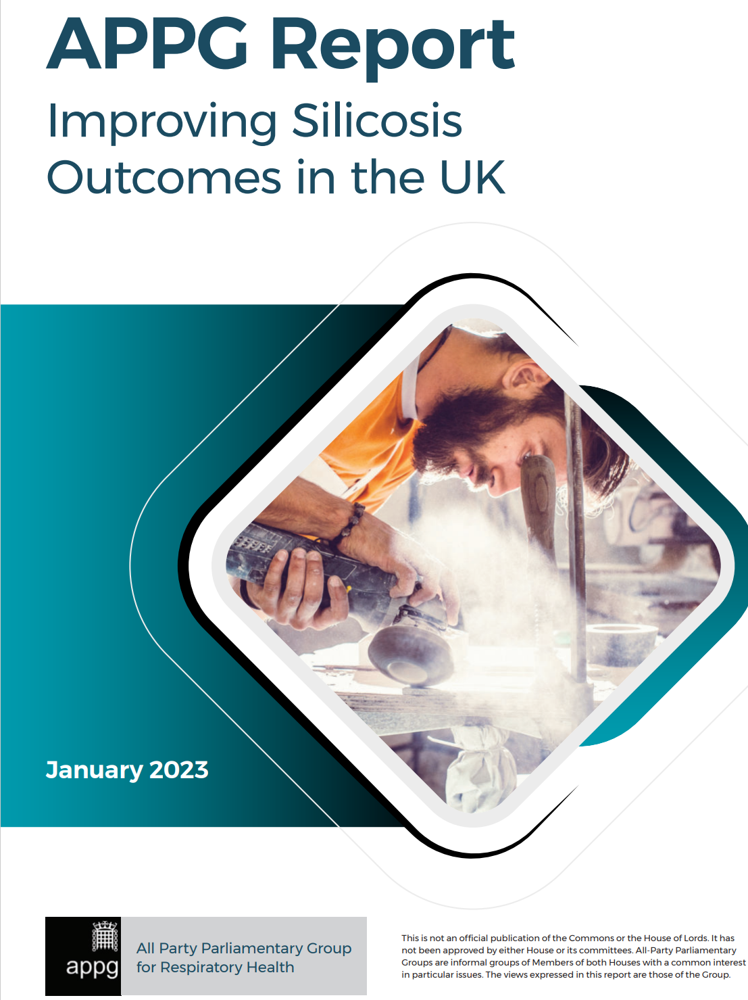 APPG Report
Improving Silicosis
Outcomes in the UK
January 2023
appg
All Party Parliamentary Group
for Respiratory Health
This is not an official publication of the Commons or the House of Lords. It has
not been approved by either House or its committees. All-Party Parliamentary
Groups are informal groups of Members of both Houses with a common interest
in particular issues. The views expressed in this report are those of the Group.